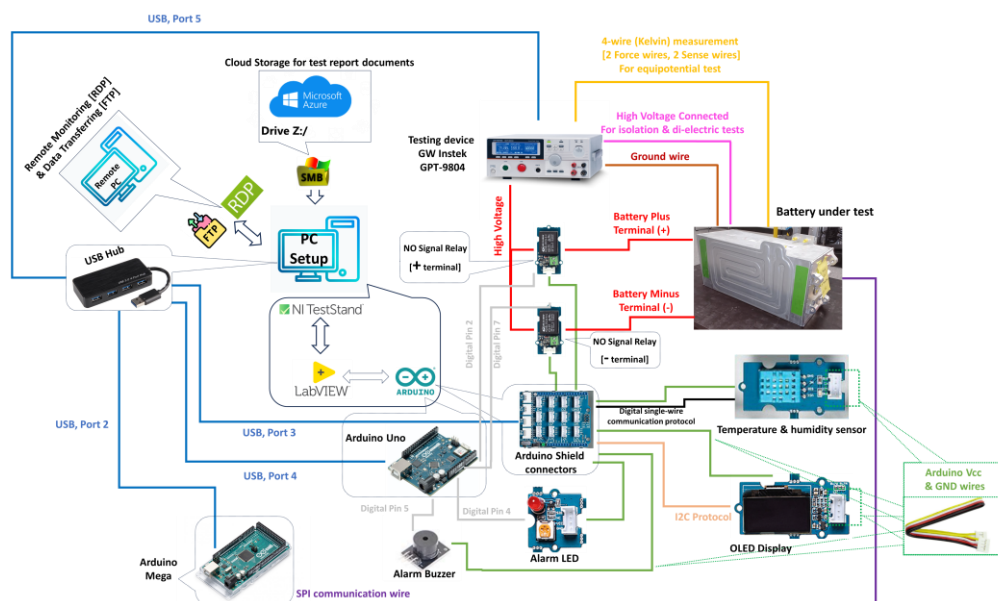 USB, Port 5
4-wire (Kelvin) measurement
[2 Force wires, 2 Sense wires]
For equipotential test
Cloud Storage for test report documents
Microsoft
Azure
Drive Z:/
Remote Monitoring [RDP]
& Data Transferring [FTP]
Remote
PC
RDP
FTP
SMB
Testing device
GW Instek
GPT-9804
High Voltage Connected
For isolation & di-electric tests
Ground wire
Battery under test
USB Hub
PC
Setup
NO Signal Relay
[+ terminal]
High Voltage
Battery Plus
Terminal (+)
Battery Minus
Terminal (-)
NO Signal Relay
[- terminal]
Digital Pin 2
Digital Pin 7
NI TestStand
LabVIEW
ARDUINO
USB, Port 2
USB, Port 3
USB, Port 4
Arduino Uno
Arduino Shield
connectors
Digital single-wire
communication protocol
Temperature & humidity sensor
Arduino Vcc
& GND wires
Digital Pin 5
Digital Pin 4
I2C Protocol
OLED Display
Alarm LED
Alarm Buzzer
Arduino
Mega
SPI communication wire